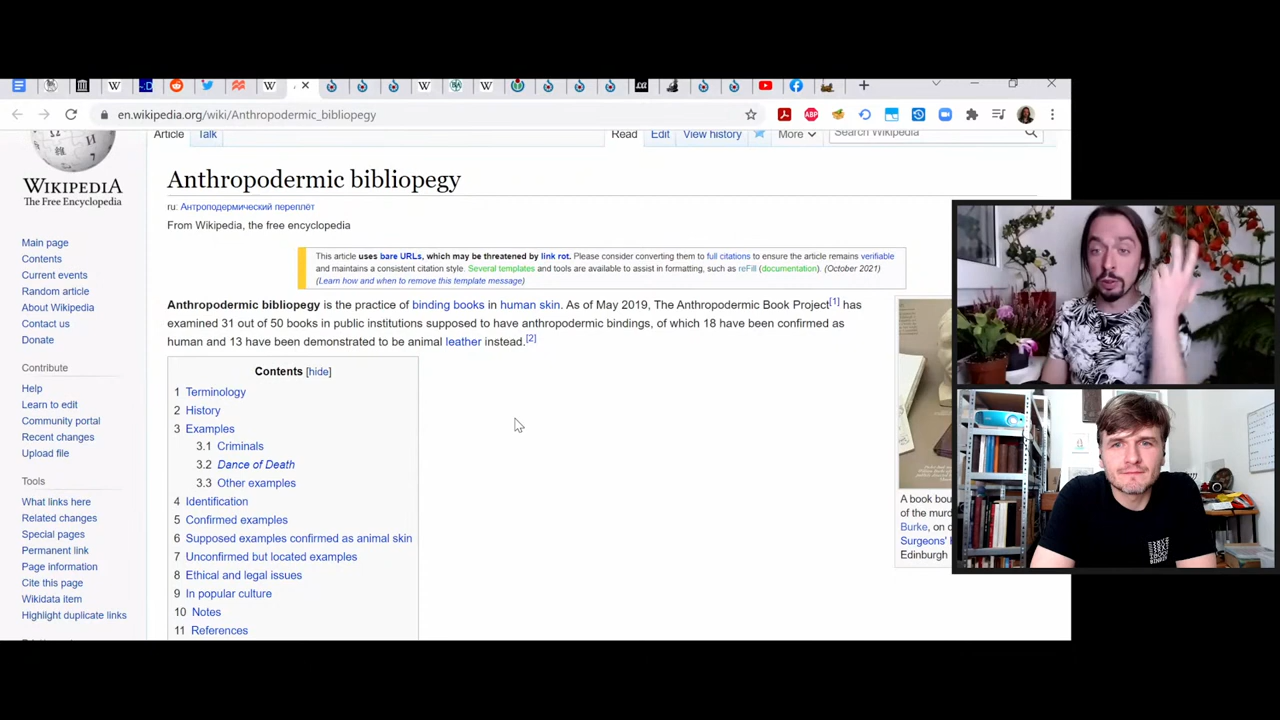 en.wikipedia.org/wiki/Anthropodermic_bibliopegy
ABP
Article Talk Read Edit View history More Search Wikipedia
WIKIPEDIA
The Free Encyclopedia
Main page
Contents
Current events
Random article
About Wikipedia
Contact us
Donate
Contribute
Help
Learn to edit
Community portal
Recent changes
Upload file
Tools
What links here
Related changes
Special pages
Permanent link
Page information
Cite this page
Wikidata item
Highlight duplicate links
Anthropodermic bibliopegy
ru: Антроподермический переплёт
From Wikipedia, the free encyclopedia
This article uses bare URLs, which may be threatened by link rot. Please consider converting them to full citations to ensure the article remains verifiable
and maintains a consistent citation style. Several templates and tools are available to assist in formatting, such as reFill (documentation). (October 2021)
(Learn how and when to remove this template message)
Anthropodermic bibliopegy is the practice of binding books in human skin. As of May 2019, The Anthropodermic Book Project[1] has
examined 31 out of 50 books in public institutions supposed to have anthropodermic bindings, of which 18 have been confirmed as
human and 13 have been demonstrated to be animal leather instead.[2]
Contents [hide]
1 Terminology
2 History
3 Examples
3.1 Criminals
3.2 Dance of Death
3.3 Other examples
4 Identification
5 Confirmed examples
6 Supposed examples confirmed as animal skin
7 Unconfirmed but located examples
8 Ethical and legal issues
9 In popular culture
10 Notes
11 References
A book bou
of the murd
Burke, on d
Surgeons' H
Edinburgh